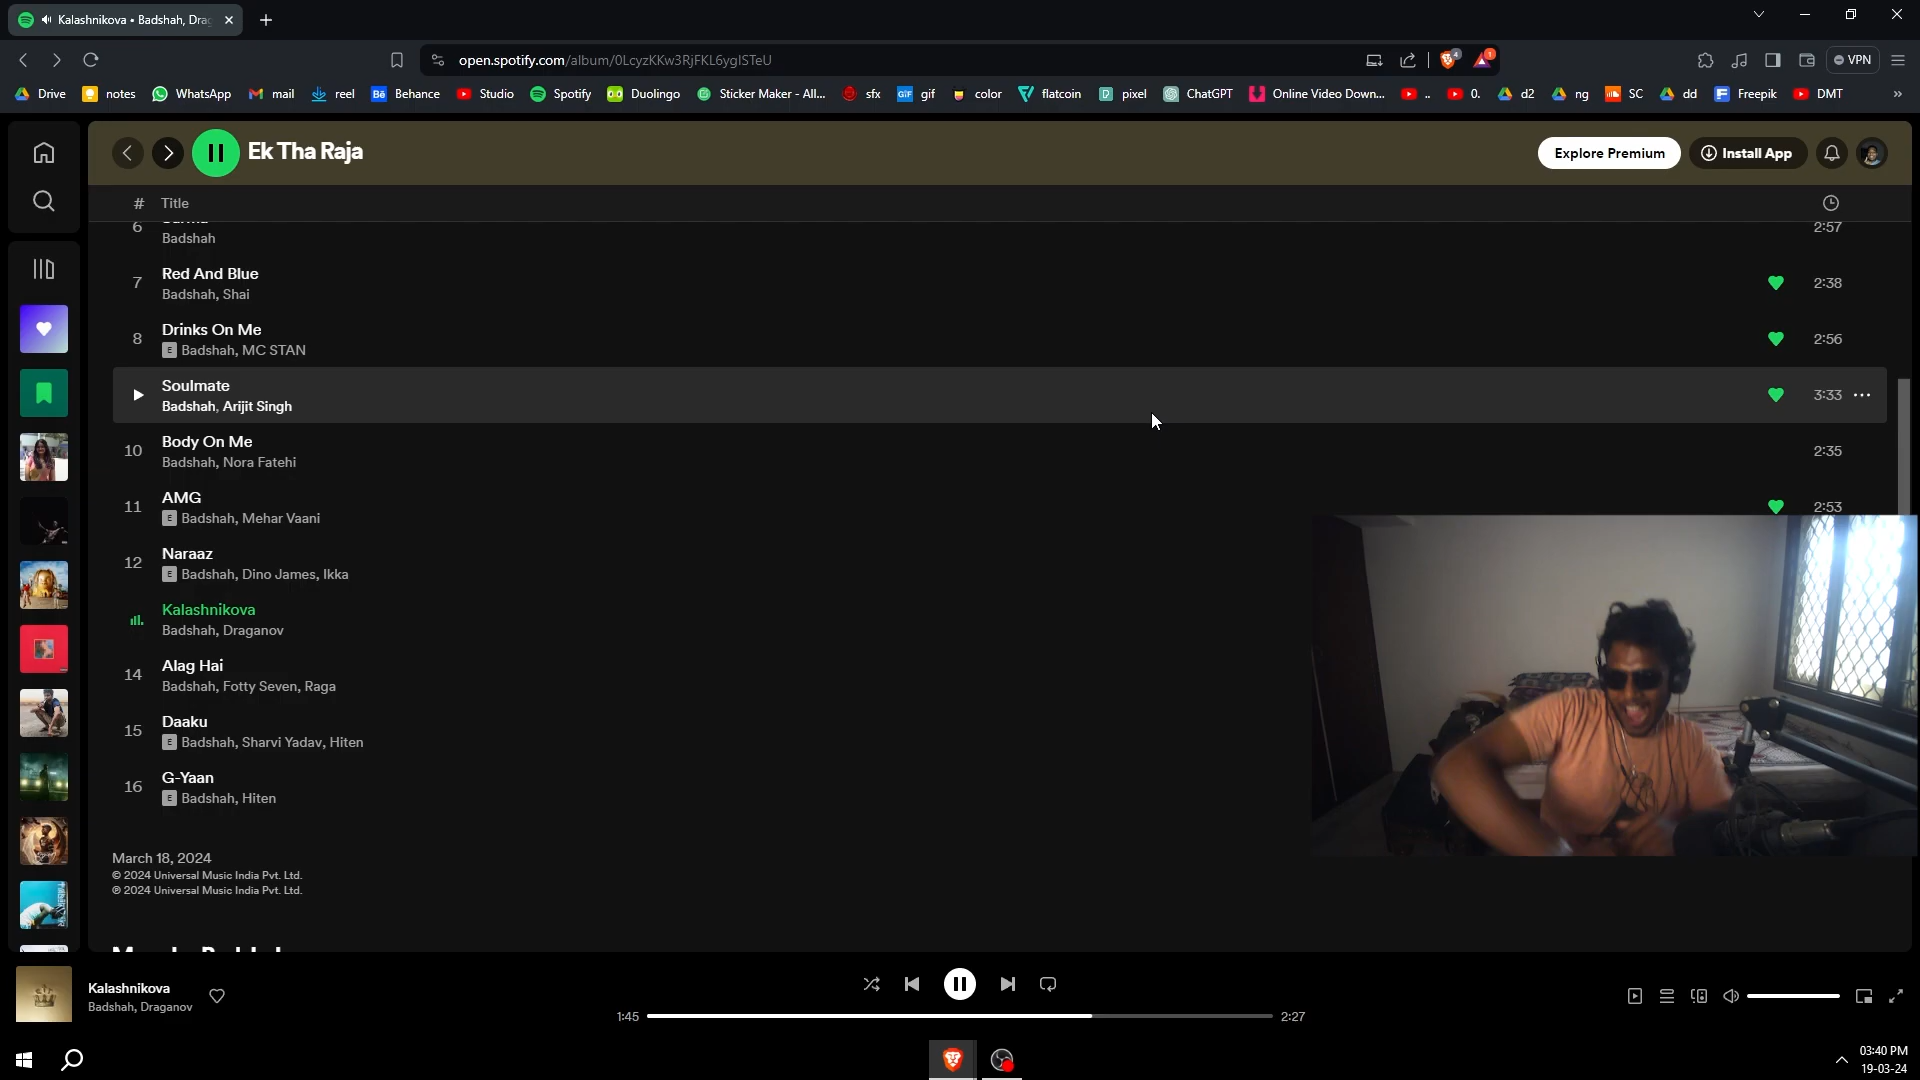 Kalashnikova • Badshah, Drag
open.spotify.com/album/0LcyzKKw3RjFKL6yglSTeU
4
1
VPN
Drive
notes
WhatsApp
mail
reel
Behance
Studio
Spotify
Duolingo
Sticker Maker - All...
sfx
gif
color
flatcoin
pixel
ChatGPT
Online Video Down...
..
0.
d2
ng
SC
dd
Freepik
DMT
Ek Tha Raja
Explore Premium
Install App
# Title
6 2:57
Badshah
7 Red And Blue 2:38
Badshah, Shai
8 Drinks On Me 2:56
E Badshah, MC STAN
Soulmate 3:33
Badshah, Arijit Singh
10 Body On Me 2:35
Badshah, Nora Fatehi
11 AMG 2:53
E Badshah, Mehar Vaani
12 Naraaz
E Badshah, Dino James, Ikka
Kalashnikova
Badshah, Draganov
14 Alag Hai
Badshah, Fotty Seven, Raga
15 Daaku
E Badshah, Sharvi Yadav, Hiten
16 G-Yaan
E Badshah, Hiten
March 18, 2024
© 2024 Universal Music India Pvt. Ltd.
℗ 2024 Universal Music India Pvt. Ltd.
Kalashnikova
Badshah, Draganov
1:45 2:27
03:40 PM
19-03-24